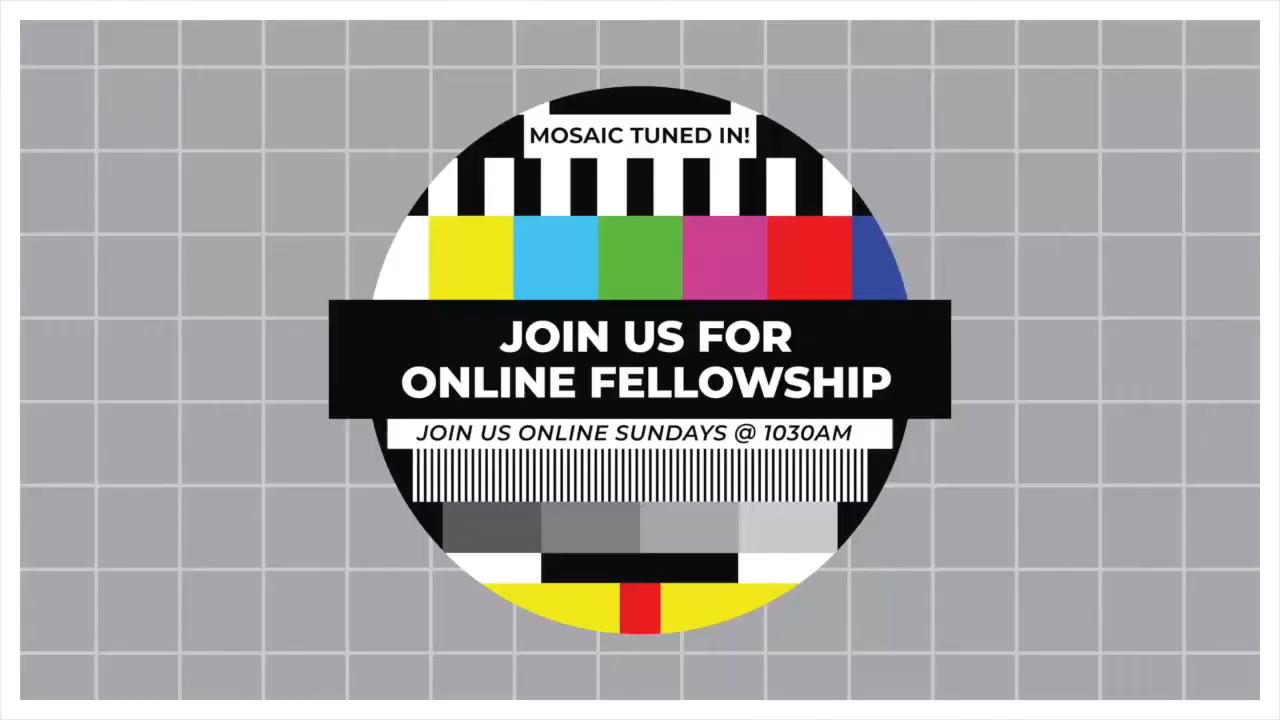 MOSAIC TUNED IN!
JOIN US FOR
ONLINE FELLOWSHIP
JOIN US ONLINE SUNDAYS @ 1030AM